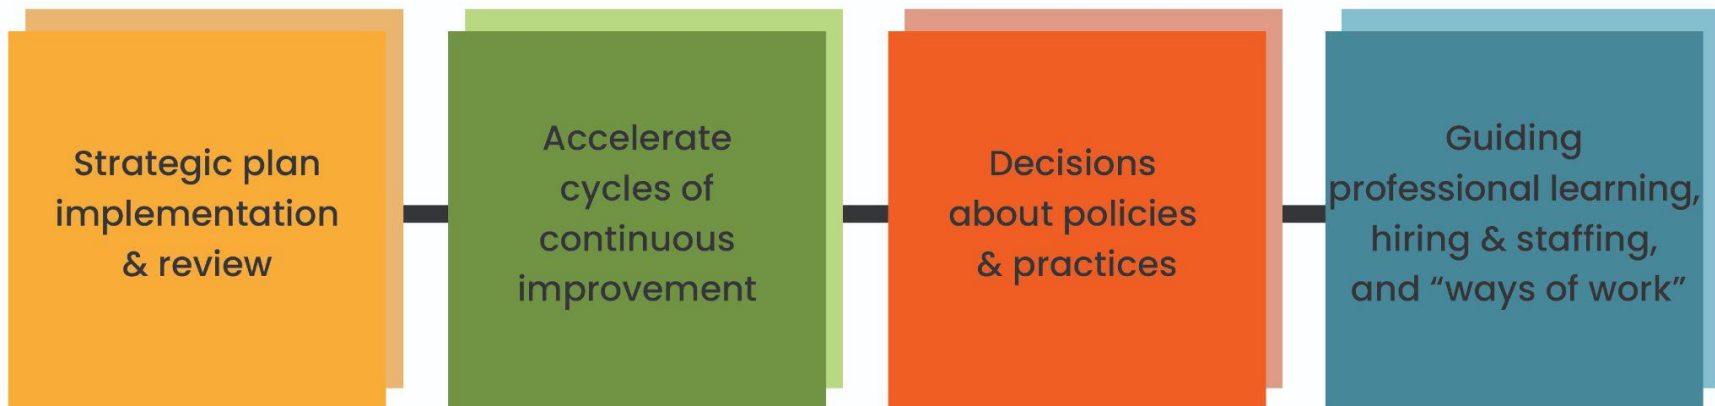 Strategic plan
implementation
& review
Accelerate
cycles of
continuous
improvement
Decisions
about policies
& practices
Guiding
professional learning,
hiring & staffing,
and “ways of work”